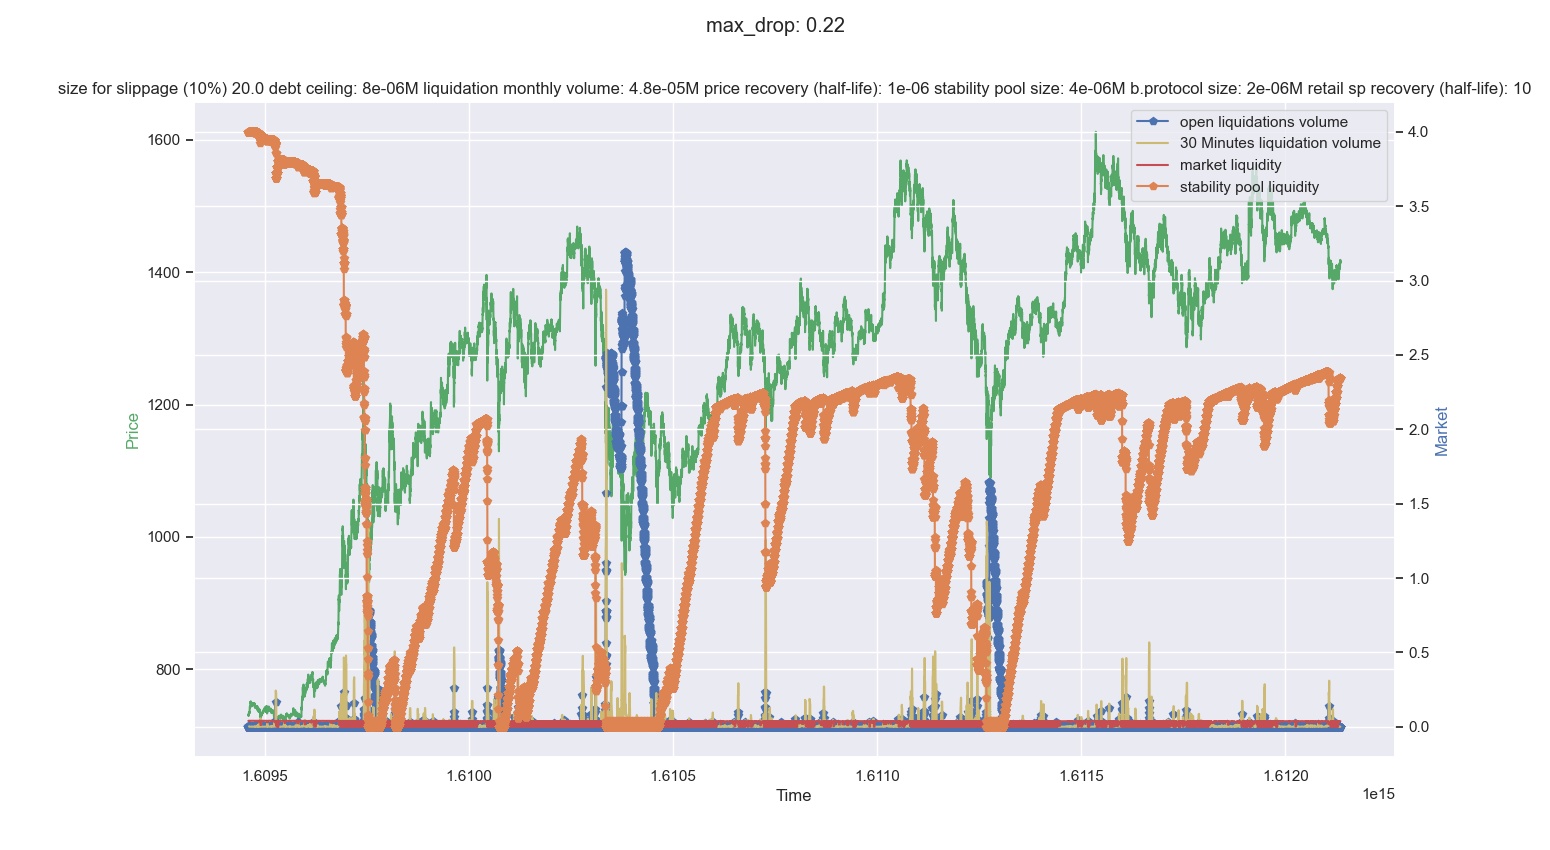 max_drop: 0.22
size for slippage (10%) 20.0 debt ceiling: 8e-06M liquidation monthly volume: 4.8e-05M price recovery (half-life): 1e-06 stability pool size: 4e-06M b.protocol size: 2e-06M retail sp recovery (half-life): 10
open liquidations volume
30 Minutes liquidation volume
market liquidity
stability pool liquidity
1600
1400
1200
1000
800
Price
4.0
3.5
3.0
2.5
2.0
1.5
1.0
0.5
0.0
Market
1.6095 1.6100 1.6105 1.6110 1.6115 1.6120
Time
1e15